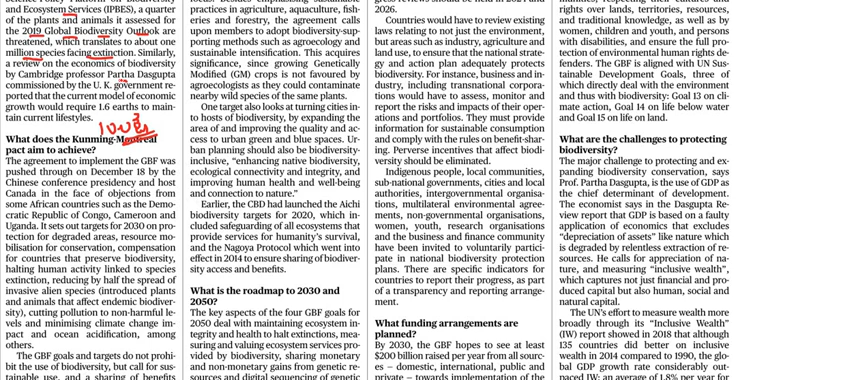 and Ecosystem Services (IPBES), a quarter
of the plants and animals it assessed for
the 2019 Global Biodiversity Outlook are
threatened, which translates to about one
million species facing extinction. Similarly,
a review on the economics of biodiversity
by Cambridge professor Partha Dasgupta
commissioned by the U. K. government re-
ported that the current model of economic
growth would require 1.6 earths to main-
tain current lifestyles.
What does the Kunming-Montreal
pact aim to achieve?
The agreement to implement the GBF was
pushed through on December 18 by the
Chinese conference presidency and host
Canada in the face of objections from
some African countries such as the Demo-
cratic Republic of Congo, Cameroon and
Uganda. It sets out targets for 2030 on pro-
tection for degraded areas, resource mo-
bilisation for conservation, compensation
for countries that preserve biodiversity,
halting human activity linked to species
extinction, reducing by half the spread of
invasive alien species (introduced plants
and animals that affect endemic biodiver-
sity), cutting pollution to non-harmful le-
vels and minimising climate change im-
pact and ocean acidification, among
others.
The GBF goals and targets do not prohi-
bit the use of biodiversity, but call for sus-
tainable use, and a sharing of benefits
practices in agriculture, aquaculture, fish-
eries and forestry, the agreement calls
upon members to adopt biodiversity-sup-
porting methods such as agroecology and
sustainable intensification. This acquires
significance, since growing Genetically
Modified (GM) crops is not favoured by
agroecologists as they could contaminate
nearby wild species of the same plants.
One target also looks at turning cities in-
to hosts of biodiversity, by expanding the
area of and improving the quality and ac-
cess to urban green and blue spaces. Ur-
ban planning should also be biodiversity-
inclusive, “enhancing native biodiversity,
ecological connectivity and integrity, and
improving human health and well-being
and connection to nature.”
Earlier, the CBD had launched the Aichi
biodiversity targets for 2020, which in-
cluded safeguarding of all ecosystems that
provide services for humanity’s survival,
and the Nagoya Protocol which went into
effect in 2014 to ensure sharing of biodiver-
sity access and benefits.
What is the roadmap to 2030 and
2050?
The key aspects of the four GBF goals for
2050 deal with maintaining ecosystem in-
tegrity and health to halt extinctions, mea-
suring and valuing ecosystem services pro-
vided by biodiversity, sharing monetary
and non-monetary gains from genetic re-
sources and digital sequencing of genetic
2026.
Countries would have to review existing
laws relating to not just the environment,
but areas such as industry, agriculture and
land use, to ensure that the national strate-
gy and action plan adequately protects
biodiversity. For instance, business and in-
dustry, including transnational corpora-
tions would have to assess, monitor and
report the risks and impacts of their oper-
ations and portfolios. They must provide
information for sustainable consumption
and comply with the rules on benefit-shar-
ing. Perverse incentives that affect biodi-
versity should be eliminated.
Indigenous people, local communities,
sub-national governments, cities and local
authorities, intergovernmental organisa-
tions, multilateral environmental agree-
ments, non-governmental organisations,
women, youth, research organisations
and the business and finance community
have been invited to voluntarily partici-
pate in national biodiversity protection
plans. There are specific indicators for
countries to report their progress, as part
of a transparency and reporting arrange-
ment.
What funding arrangements are
planned?
By 2030, the GBF hopes to see at least
$200 billion raised per year from all sourc-
es – domestic, international, public and
private – towards implementation of the
rights over lands, territories, resources,
and traditional knowledge, as well as by
women, children and youth, and persons
with disabilities, and ensure the full pro-
tection of environmental human rights de-
fenders. The GBF is aligned with UN Sus-
tainable Development Goals, three of
which directly deal with the environment
and thus with biodiversity: Goal 13 on cli-
mate action, Goal 14 on life below water
and Goal 15 on life on land.
What are the challenges to protecting
biodiversity?
The major challenge to protecting and ex-
panding biodiversity conservation, says
Prof. Partha Dasgupta, is the use of GDP as
the chief determinant of development.
The economist says in the Dasgupta Re-
view report that GDP is based on a faulty
application of economics that excludes
“depreciation of assets” like nature which
is degraded by relentless extraction of re-
sources. He calls for appreciation of na-
ture, and measuring “inclusive wealth”,
which captures not just financial and pro-
duced capital but also human, social and
natural capital.
The UN’s effort to measure wealth more
broadly through its “Inclusive Wealth”
(IW) report showed in 2018 that although
135 countries did better on inclusive
wealth in 2014 compared to 1990, the glo-
bal GDP growth rate considerably out-
paced IW: an average of 1.8% per year for